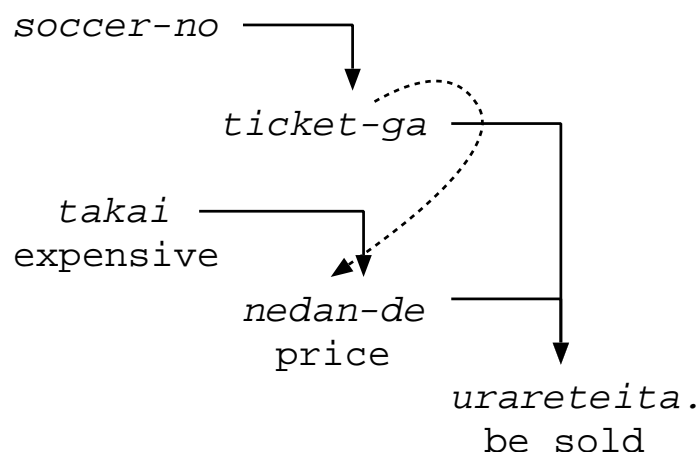 soccer-no
ticket-ga
takai
expensive
nedan-de
price
urareteita.
be sold